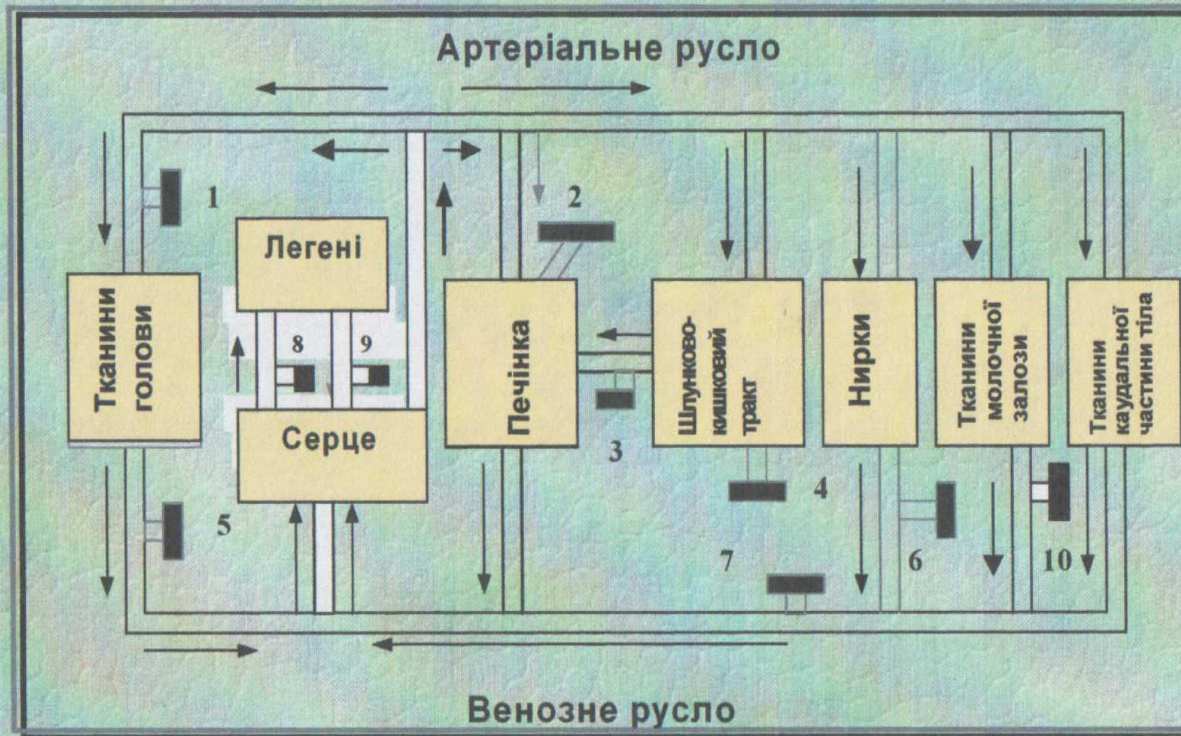 Артеріальне русло
1
2
Легені
8
9
Тканини
голови
Серце
Печінка
3
Шлунково-
кишковий
тракт
4
Нирки
Тканини
молочної
залози
Тканини
каудальної
частини тіла
5
7
6
10
Венозне русло